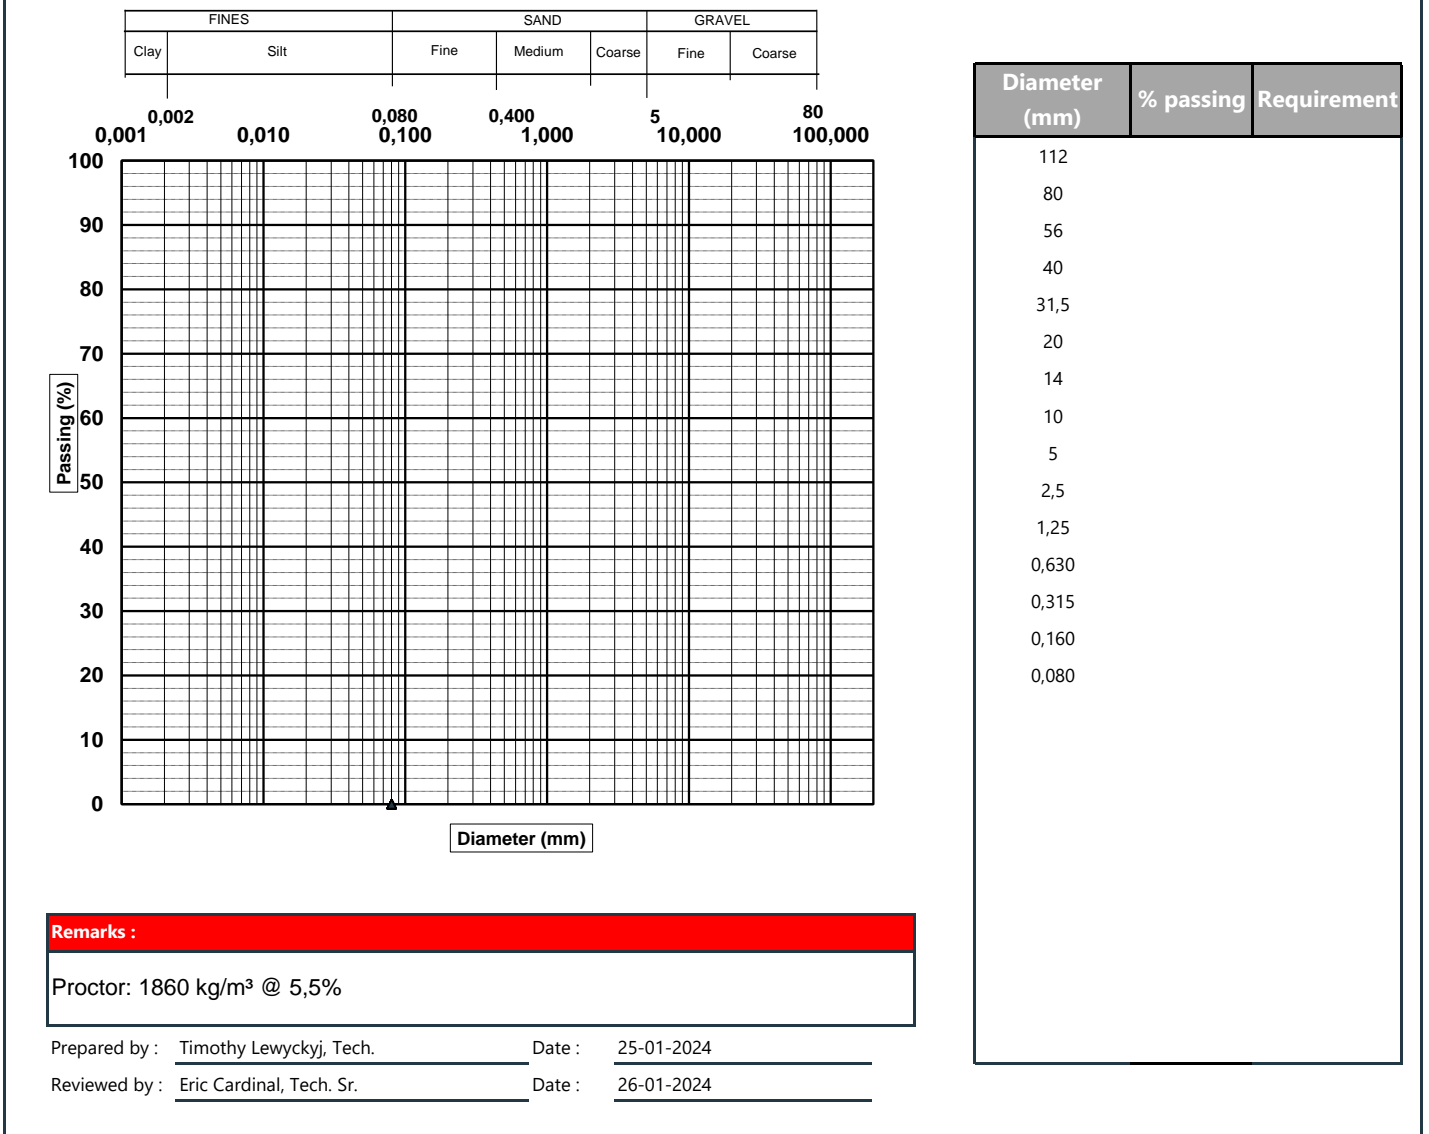 FINES SAND GRAVEL
Clay Silt Fine Medium Coarse Fine Coarse
0,002 0,080 0,400 5 80
0,001 0,010 0,100 1,000 10,000 100,000
100
90
80
70
60
50
40
30
20
10
0
Passing (%)
Diameter (mm)
Diameter (mm) % passing Requirement
112
80
56
40
31,5
20
14
10
5
2,5
1,25
0,630
0,315
0,160
0,080
Remarks :
Proctor: 1860 kg/m³ @ 5,5%
Prepared by : Timothy Lewyckyj, Tech. Date : 25-01-2024
Reviewed by : Eric Cardinal, Tech. Sr. Date : 26-01-2024